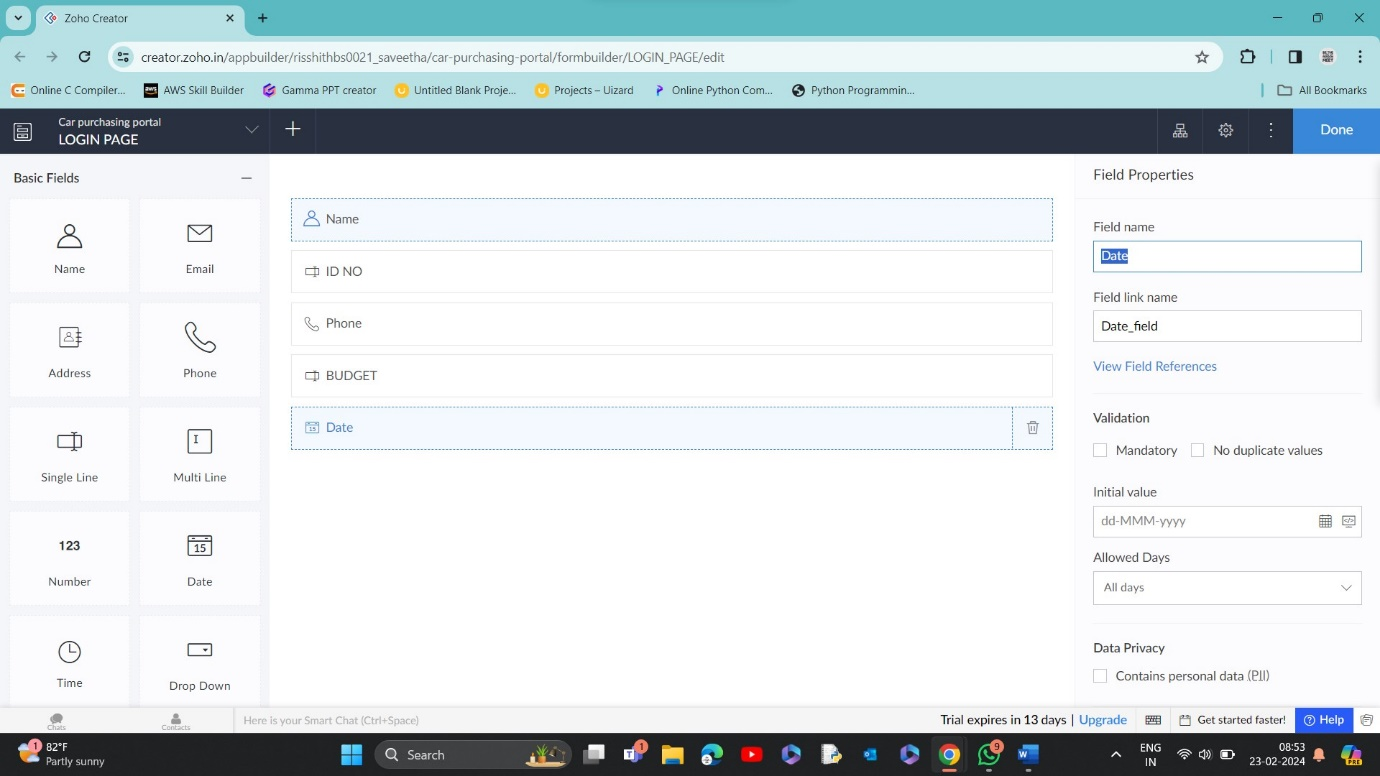 Zoho Creator
creator.zoho.in/appbuilder/risshithbs0021_saveetha/car-purchasing-portal/formbuilder/LOGIN_PAGE/edit
Online C Compiler... AWS Skill Builder Gamma PPT creator Untitled Blank Proje... Projects – Uizard Online Python Com... Python Programmin... All Bookmarks
Car purchasing portal
LOGIN PAGE
Done
Basic Fields
Name Email
Address Phone
Single Line Multi Line
123 15
Number Date
Time Drop Down
Name
ID NO
Phone
BUDGET
Date
Field Properties
Field name
Date
Field link name
Date_field
View Field References
Validation
Mandatory No duplicate values
Initial value
dd-MMM-yyyy
Allowed Days
All days
Data Privacy
Contains personal data (PII)
Chats Contacts Here is your Smart Chat (Ctrl+Space) Trial expires in 13 days | Upgrade Get started faster! Help
1 82°F
Partly sunny
Search
1
9
ENG
IN
08:53
23-02-2024